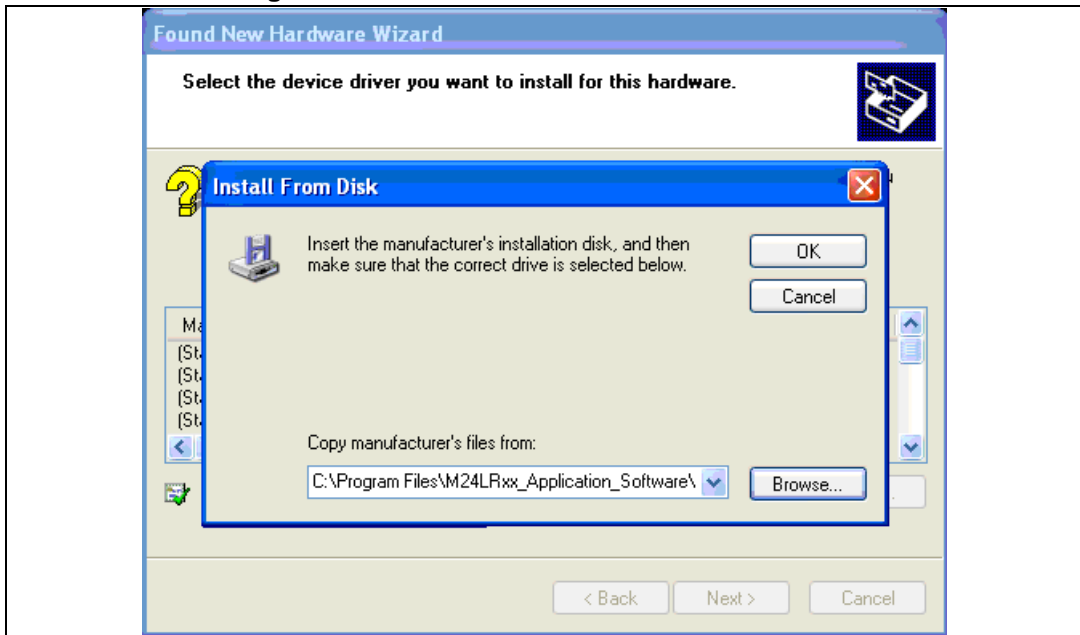 Found New Hardware Wizard
Select the device driver you want to install for this hardware.
Install From Disk
Insert the manufacturer's installation disk, and then
make sure that the correct drive is selected below.
OK
Cancel
Copy manufacturer's files from:
C:\Program Files\M24LRxx_Application_Software\
Browse...
< Back
Next >
Cancel